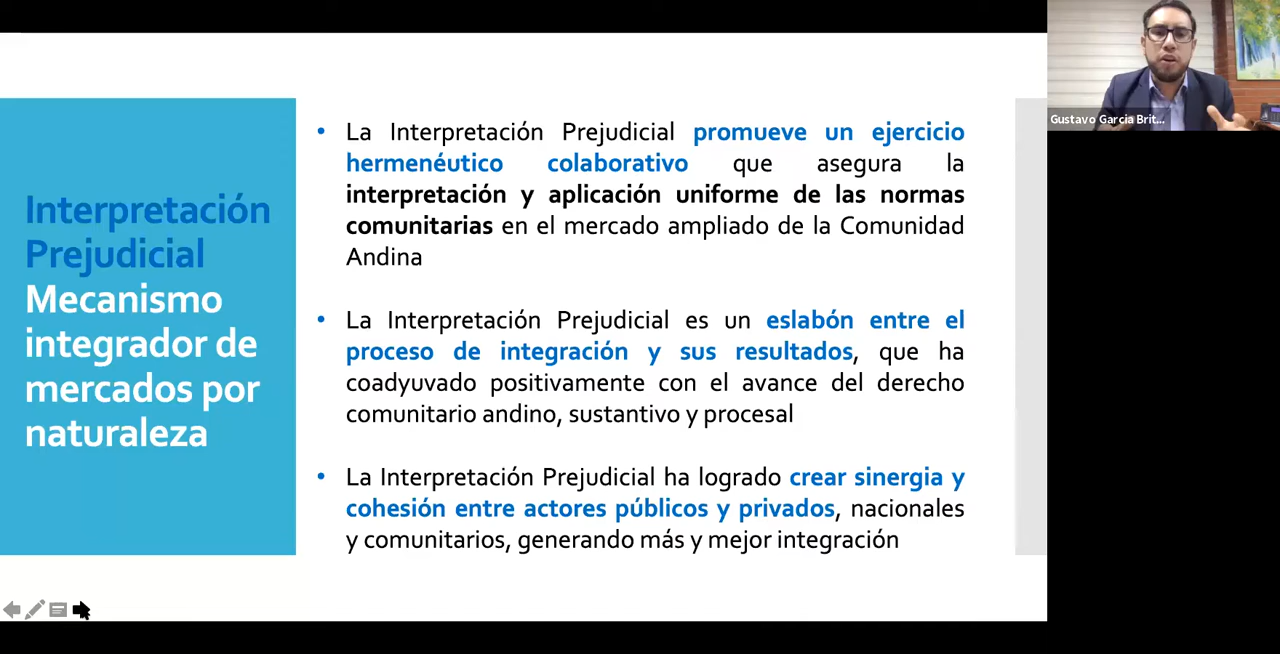 Interpretación
Prejudicial
Mecanismo
integrador de
mercados por
naturaleza
• La Interpretación Prejudicial promueve un ejercicio
hermenéutico colaborativo que asegura la
interpretación y aplicación uniforme de las normas
comunitarias en el mercado ampliado de la Comunidad
Andina
• La Interpretación Prejudicial es un eslabón entre el
proceso de integración y sus resultados, que ha
coadyuvado positivamente con el avance del derecho
comunitario andino, sustantivo y procesal
• La Interpretación Prejudicial ha logrado crear sinergia y
cohesión entre actores públicos y privados, nacionales
y comunitarios, generando más y mejor integración
Gustavo Garcia Brit...